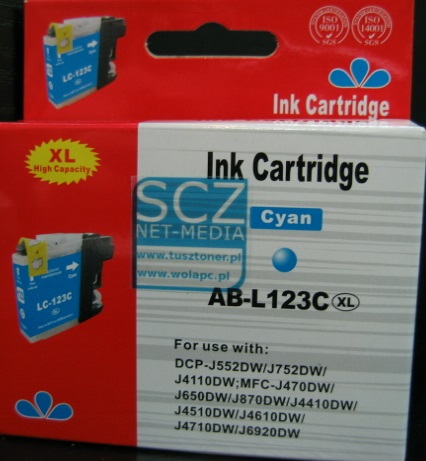 ISO
9001
SGS
ISO
14001
SGS
LC-123C
Ink Cartridge
XL
High Capacity
Ink Cartridge
SCZ
NET-MEDIA
www.tusztoner.pl
www.wolapc.pl
Cyan
LC-123C
AB-L123C XL
For use with:
DCP-J552DW/J752DW/
J4110DW;MFC-J470DW/
J650DW/J870DW/J4410DW/
J4510DW/J4610DW/
J4710DW/J6920DW